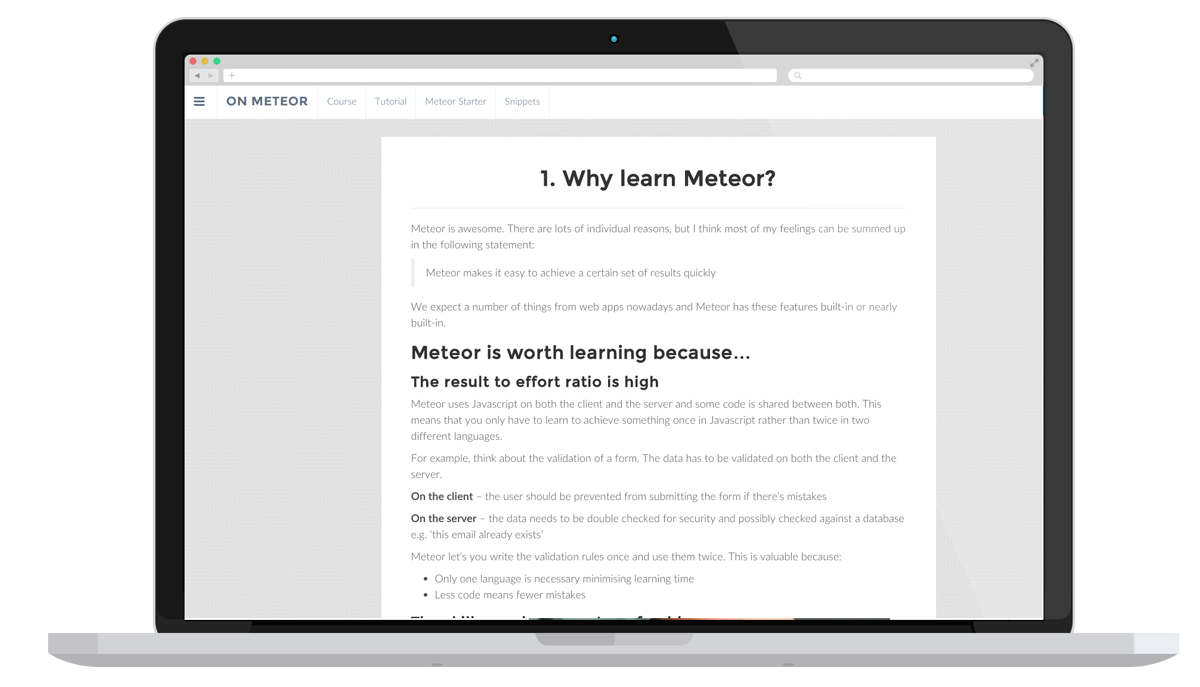 ON METEOR Course Tutorial Meteor Starter Snippets
1. Why learn Meteor?
Meteor is awesome. There are lots of individual reasons, but I think most of my feelings can be summed up
in the following statement:
Meteor makes it easy to achieve a certain set of results quickly
We expect a number of things from web apps nowadays and Meteor has these features built-in or nearly
built-in.
Meteor is worth learning because...
The result to effort ratio is high
Meteor uses Javascript on both the client and the server and some code is shared between both. This
means that you only have to learn to achieve something once in Javascript rather than twice in two
different languages.
For example, think about the validation of a form. The data has to be validated on both the client and the
server.
On the client – the user should be prevented from submitting the form if there's mistakes
On the server – the data needs to be double checked for security and possibly checked against a database
e.g. 'this email already exists'
Meteor let's you write the validation rules once and use them twice. This is valuable because:
• Only one language is necessary minimising learning time
• Less code means fewer mistakes